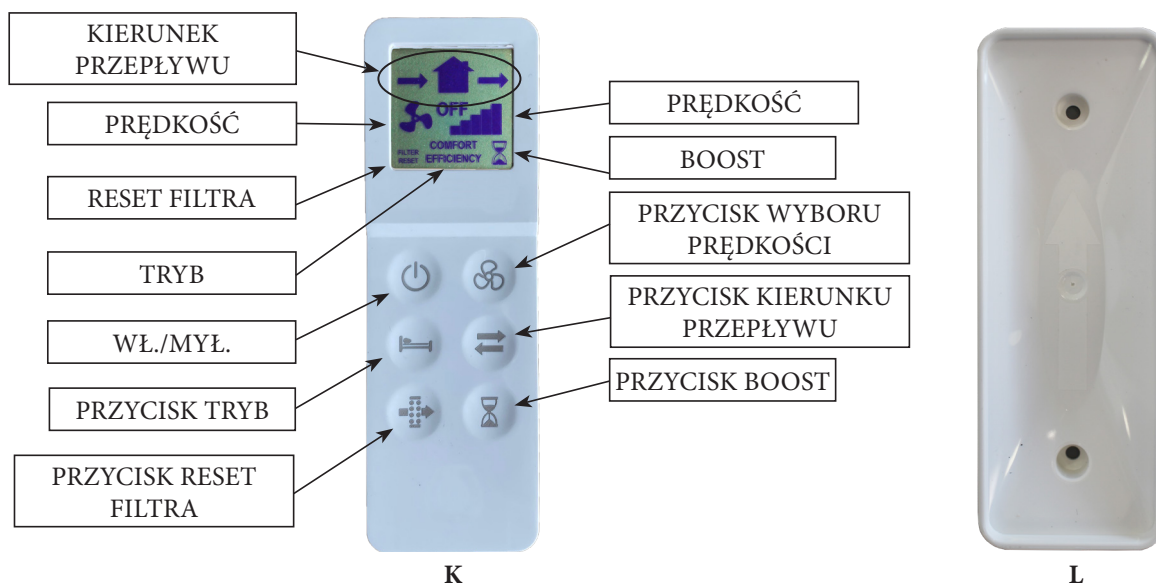 KIERUNEK
PRZEPŁYWU
PRĘDKOŚĆ
RESET FILTRA
TRYB
WŁ./MYŁ.
PRZYCISK TRYB
PRZYCISK RESET
FILTRA
OFF
FILTER
RESET
COMFORT
EFFICIENCY
PRĘDKOŚĆ
BOOST
PRZYCISK WYBORU
PRĘDKOŚCI
PRZYCISK KIERUNKU
PRZEPŁYWU
PRZYCISK BOOST
K
L